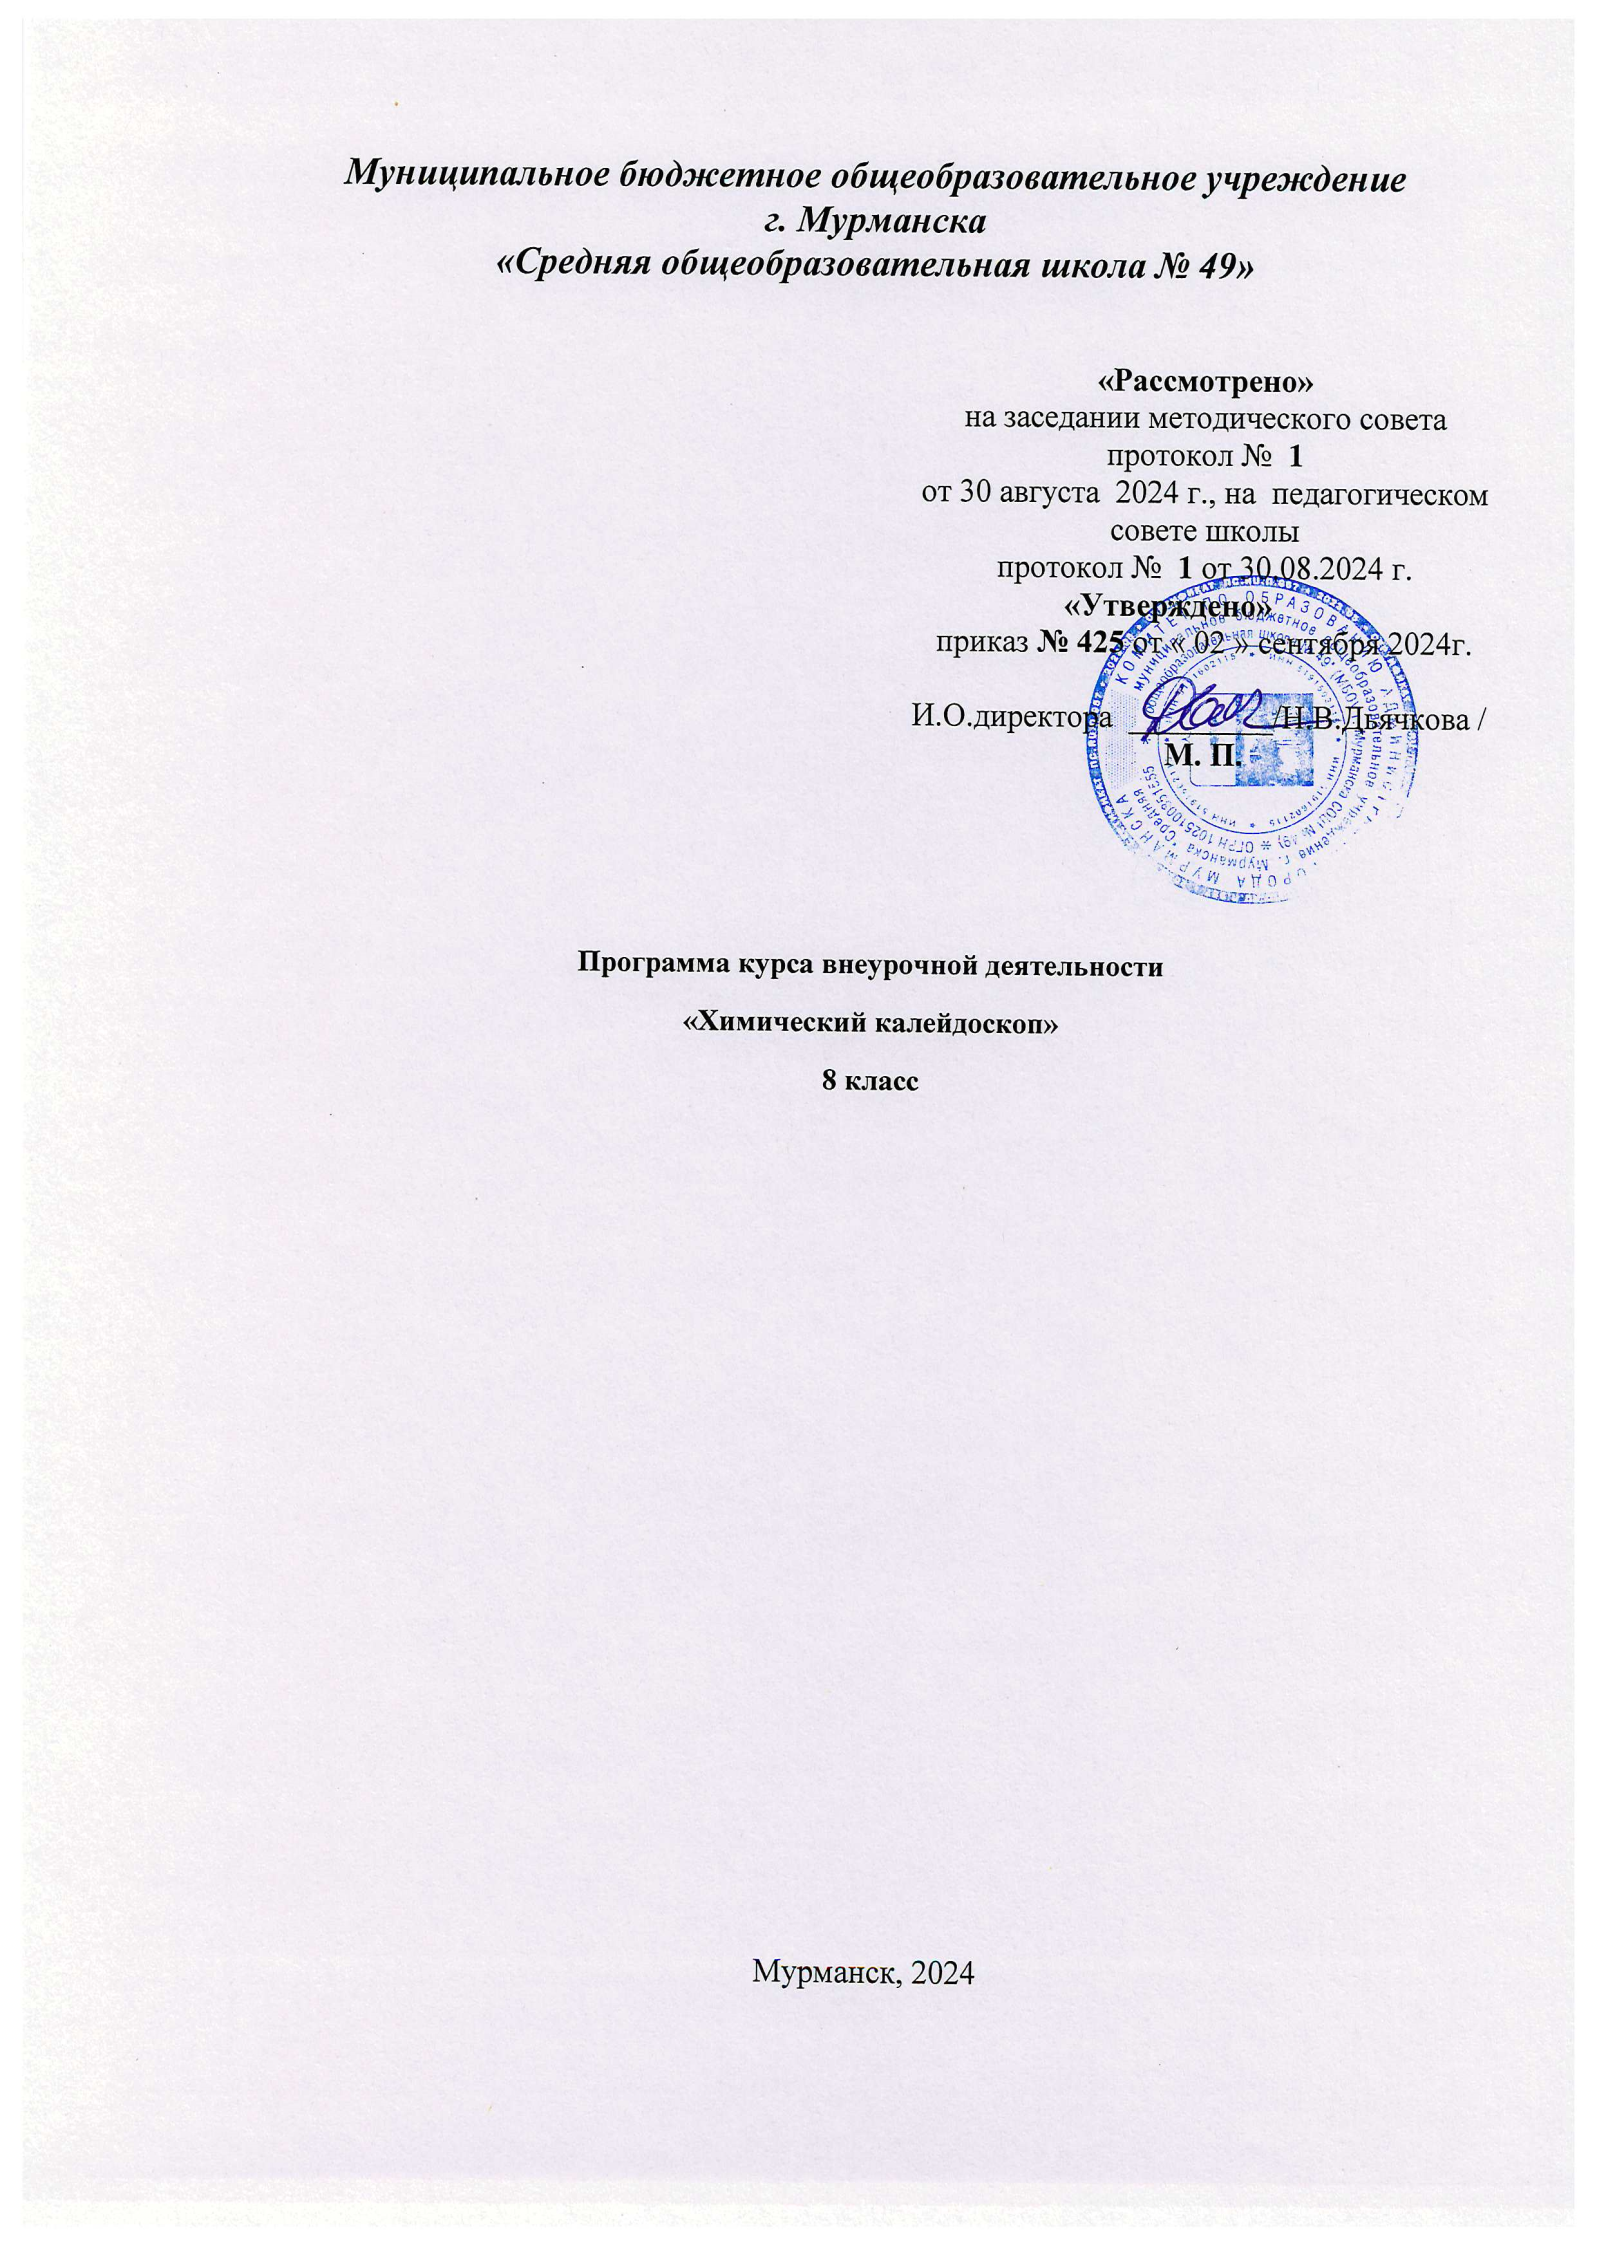 Муниципальное бюджетное общеобразовательное учреждение
г. Мурманска
«Средняя общеобразовательная школа № 49»
«Рассмотрено»
на заседании методического совета
протокол № 1
от 30 августа 2024 г., на педагогическом
совете школы
протокол № 1 от 30.08.2024 г.
«Утверждено»
приказ № 425 от « 02 » сентября 2024г.
И.О.директора __________/Н.В.Дьячкова /
М. П.
Программа курса внеурочной деятельности
«Химический калейдоскоп»
8 класс
Мурманск, 2024